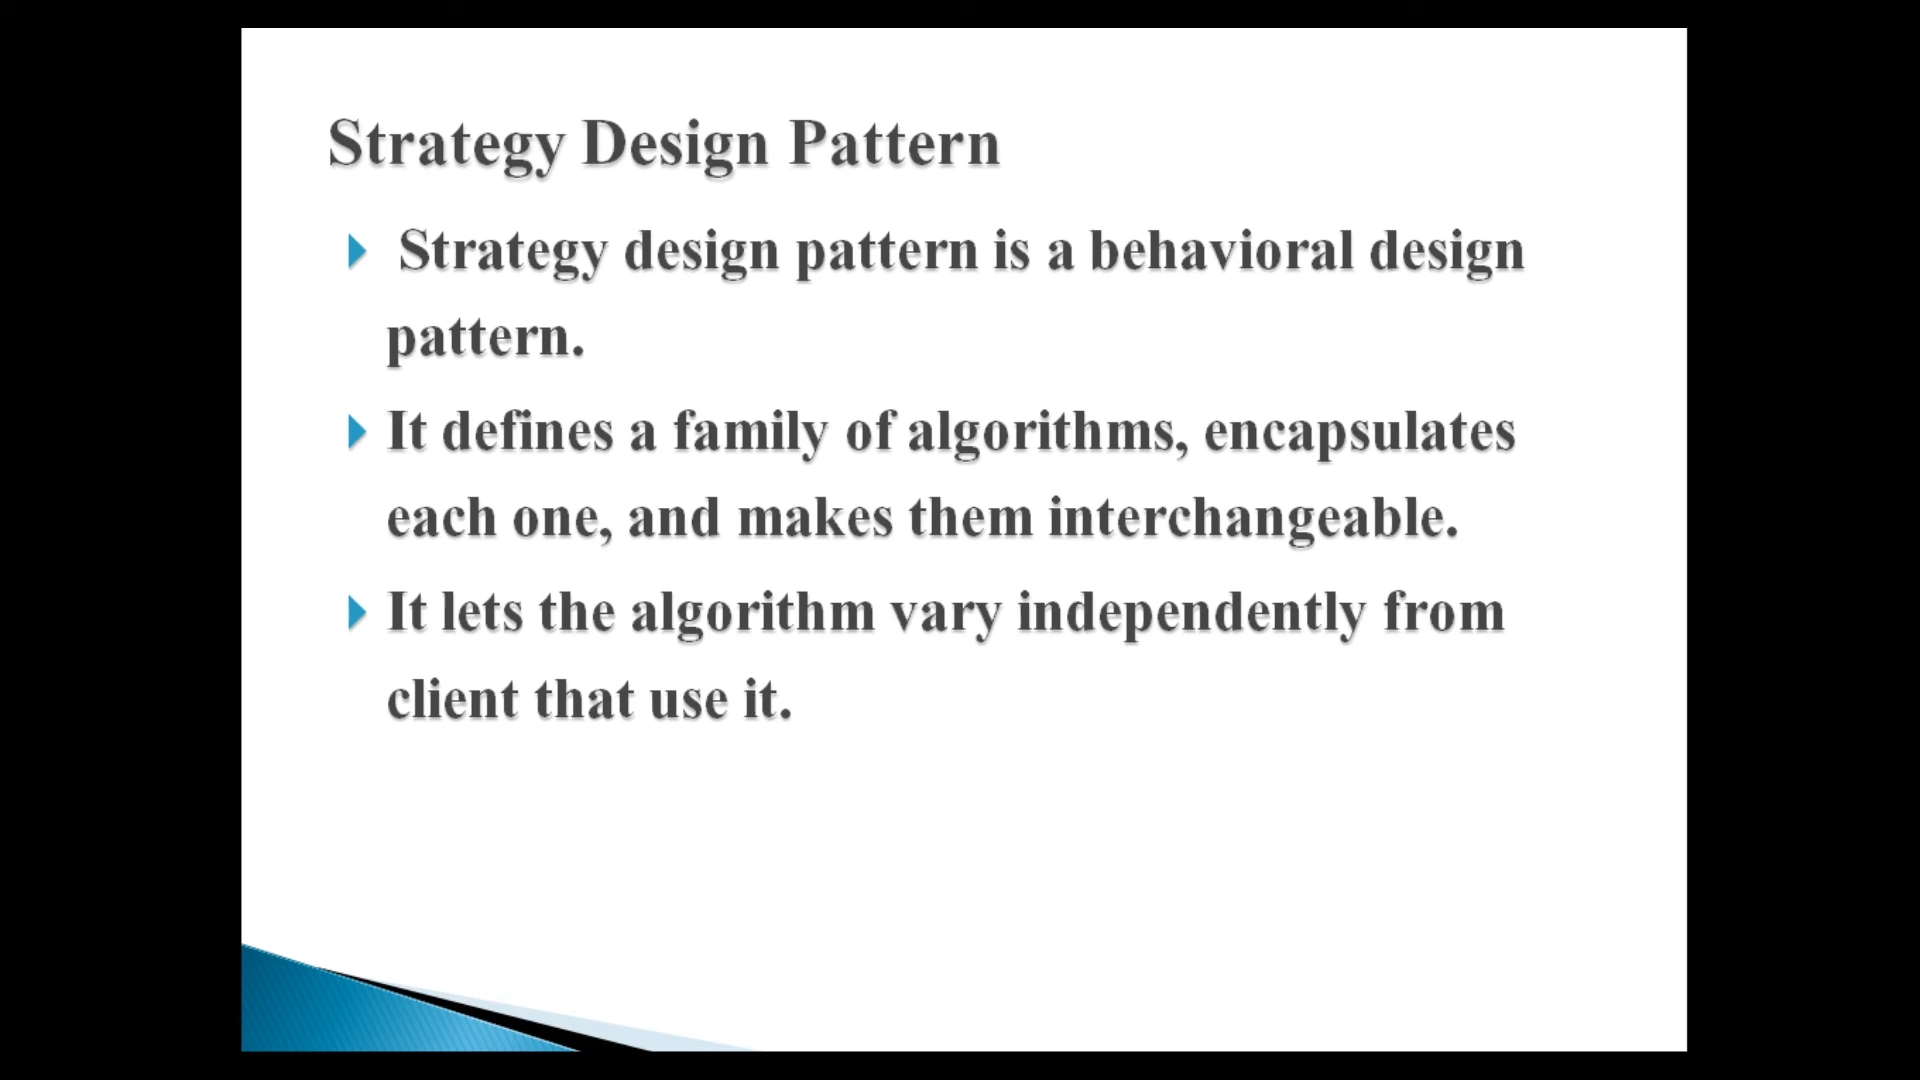 Strategy Design Pattern
Strategy design pattern is a behavioral design
pattern.
It defines a family of algorithms, encapsulates
each one, and makes them interchangeable.
It lets the algorithm vary independently from
client that use it.